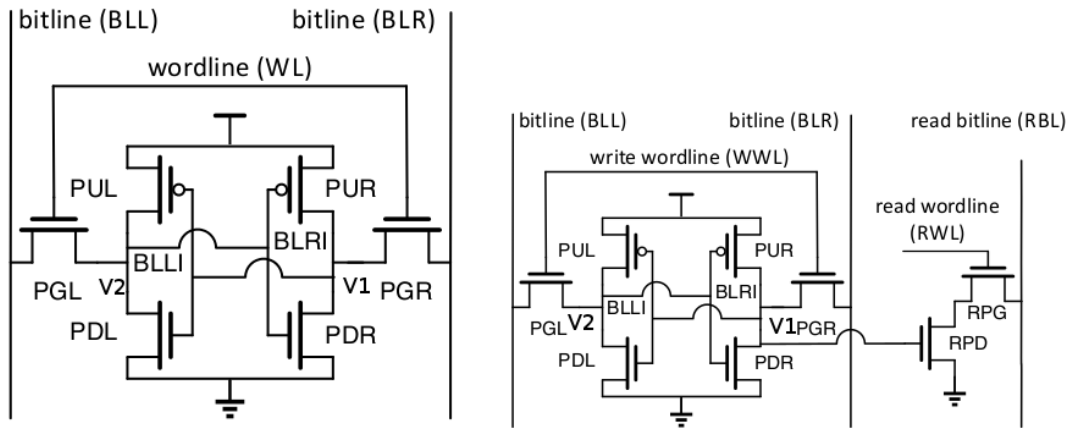 bitline (BLL)
bitline (BLR)
wordline (WL)
PUL
PUR
BLRI
BLLI
V2
V1
PGL
PGR
PDL
PDR
bitline (BLL)
bitline (BLR)
read bitline (RBL)
write wordline (WWL)
read wordline
(RWL)
PUL
PUR
BLLI
BLRI
PGL
V2
V1
PGR
RPG
RPD
PDL
PDR